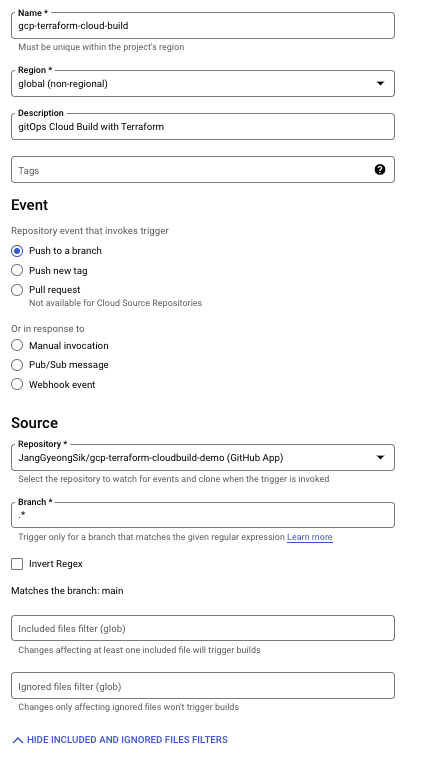 Name *
gcp-terraform-cloud-build
Must be unique within the project's region
Region *
global (non-regional)
Description
gitOps Cloud Build with Terraform
Tags
?
Event
Repository event that invokes trigger
Push to a branch
Push new tag
Pull request
Not available for Cloud Source Repositories
Or in response to
Manual invocation
Pub/Sub message
Webhook event
Source
Repository *
JangGyeongSik/gcp-terraform-cloudbuild-demo (GitHub App)
Select the repository to watch for events and clone when the trigger is invoked
Branch *
.*
Trigger only for a branch that matches the given regular expression Learn more
Invert Regex
Matches the branch: main
Included files filter (glob)
Changes affecting at least one included file will trigger builds
Ignored files filter (glob)
Changes only affecting ignored files won't trigger builds
HIDE INCLUDED AND IGNORED FILES FILTERS